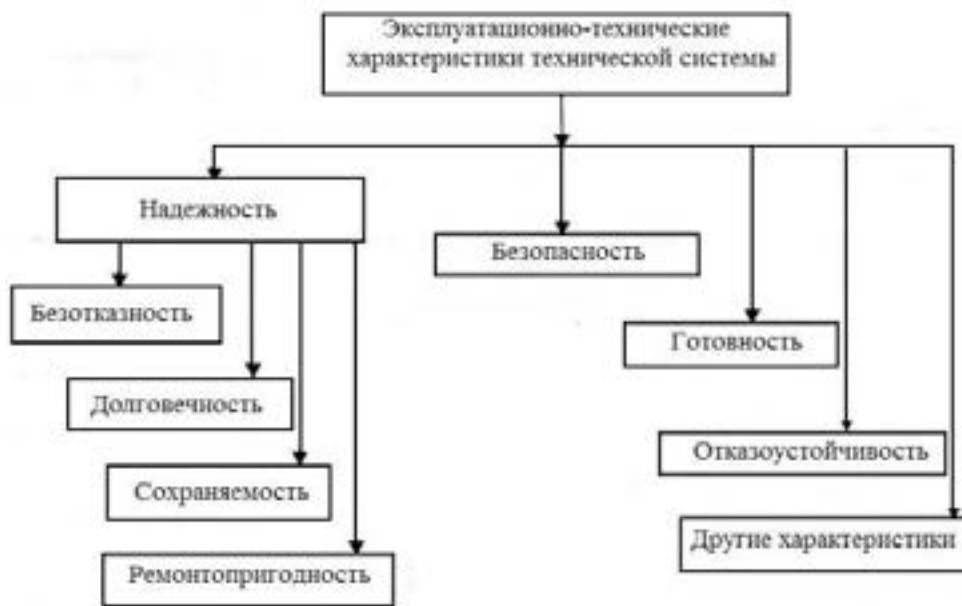 Эксплуатационно-технические
характеристики технической системы
Надежность
Безопасность
Безотказность
Готовность
Долговечность
Отказоустойчивость
Сохраняемость
Другие характеристики
Ремонтопригодность